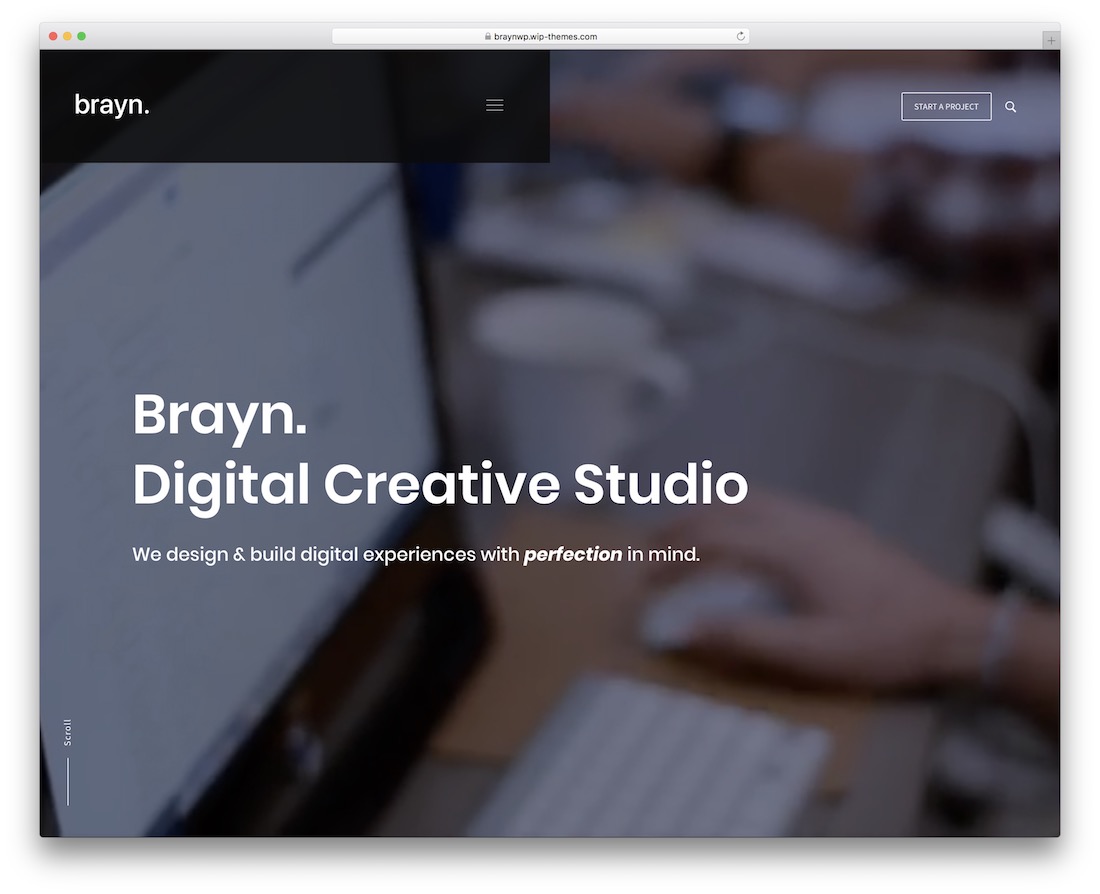 braynwp.wip-themes.com
brayn.
START A PROJECT
Brayn.
Digital Creative Studio
We design & build digital experiences with perfection in mind.
Scroll